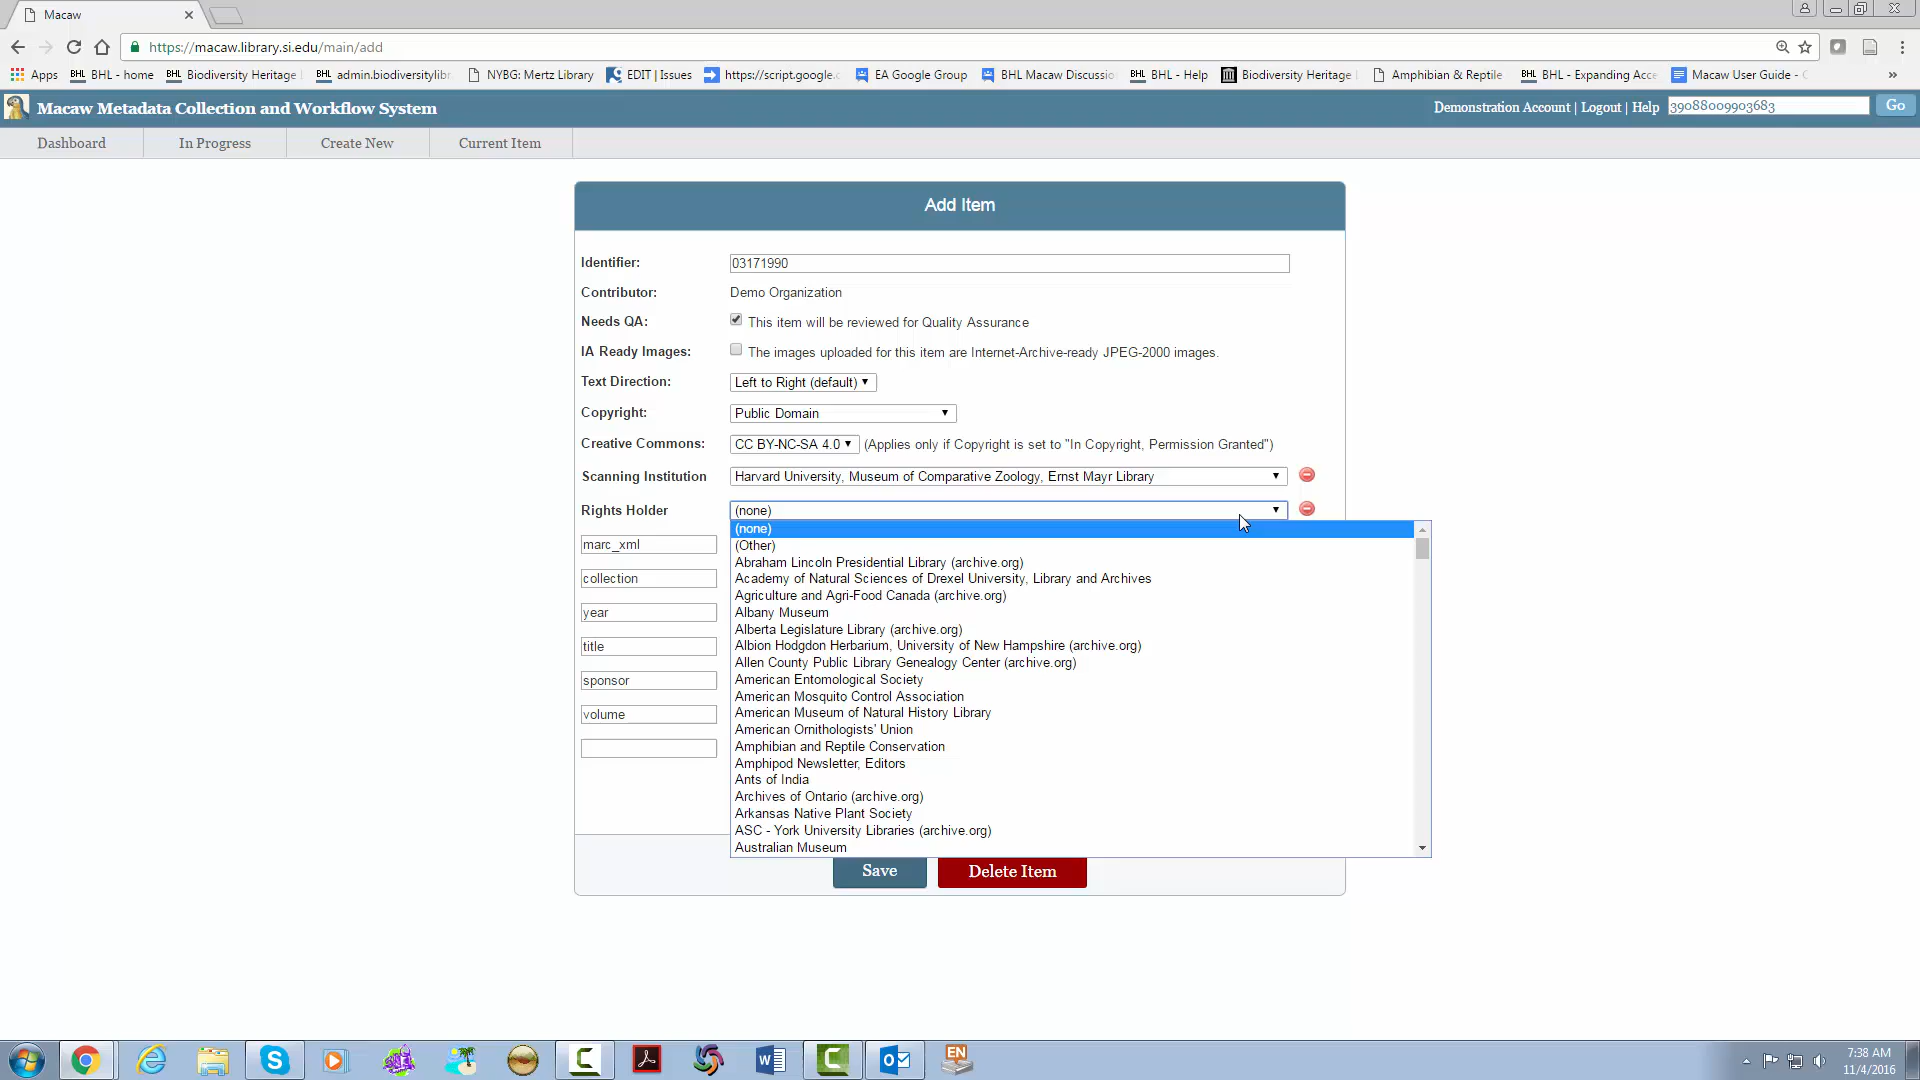 Macaw
https://macaw.library.si.edu/main/add
Apps BHL BHL - home BHL Biodiversity Heritage BHL admin.biodiversitylibr NYBG: Mertz Library EDIT | Issues https://script.google.c EA Google Group BHL Macaw Discussio BHL BHL - Help Biodiversity Heritage Amphibian & Reptile BHL BHL - Expanding Acce Macaw User Guide - »
Macaw Metadata Collection and Workflow System Demonstration Account | Logout | Help 39088009903683 Go
Dashboard In Progress Create New Current Item
Add Item
Identifier: 03171990
Contributor: Demo Organization
Needs QA: This item will be reviewed for Quality Assurance
IA Ready Images: The images uploaded for this item are Internet-Archive-ready JPEG-2000 images.
Text Direction: Left to Right (default)
Copyright: Public Domain
Creative Commons: CC BY-NC-SA 4.0 (Applies only if Copyright is set to "In Copyright, Permission Granted")
Scanning Institution Harvard University, Museum of Comparative Zoology, Ernst Mayr Library
Rights Holder (none)
(none)
marc_xml (Other)
Abraham Lincoln Presidential Library (archive.org)
collection Academy of Natural Sciences of Drexel University, Library and Archives
Agriculture and Agri-Food Canada (archive.org)
year Albany Museum
Alberta Legislature Library (archive.org)
title Albion Hodgdon Herbarium, University of New Hampshire (archive.org)
Allen County Public Library Genealogy Center (archive.org)
sponsor American Entomological Society
American Mosquito Control Association
volume American Museum of Natural History Library
American Ornithologists' Union
Amphibian and Reptile Conservation
Amphipod Newsletter, Editors
Ants of India
Archives of Ontario (archive.org)
Arkansas Native Plant Society
ASC - York University Libraries (archive.org)
Australian Museum
Save Delete Item
EN
7:38 AM
11/4/2016